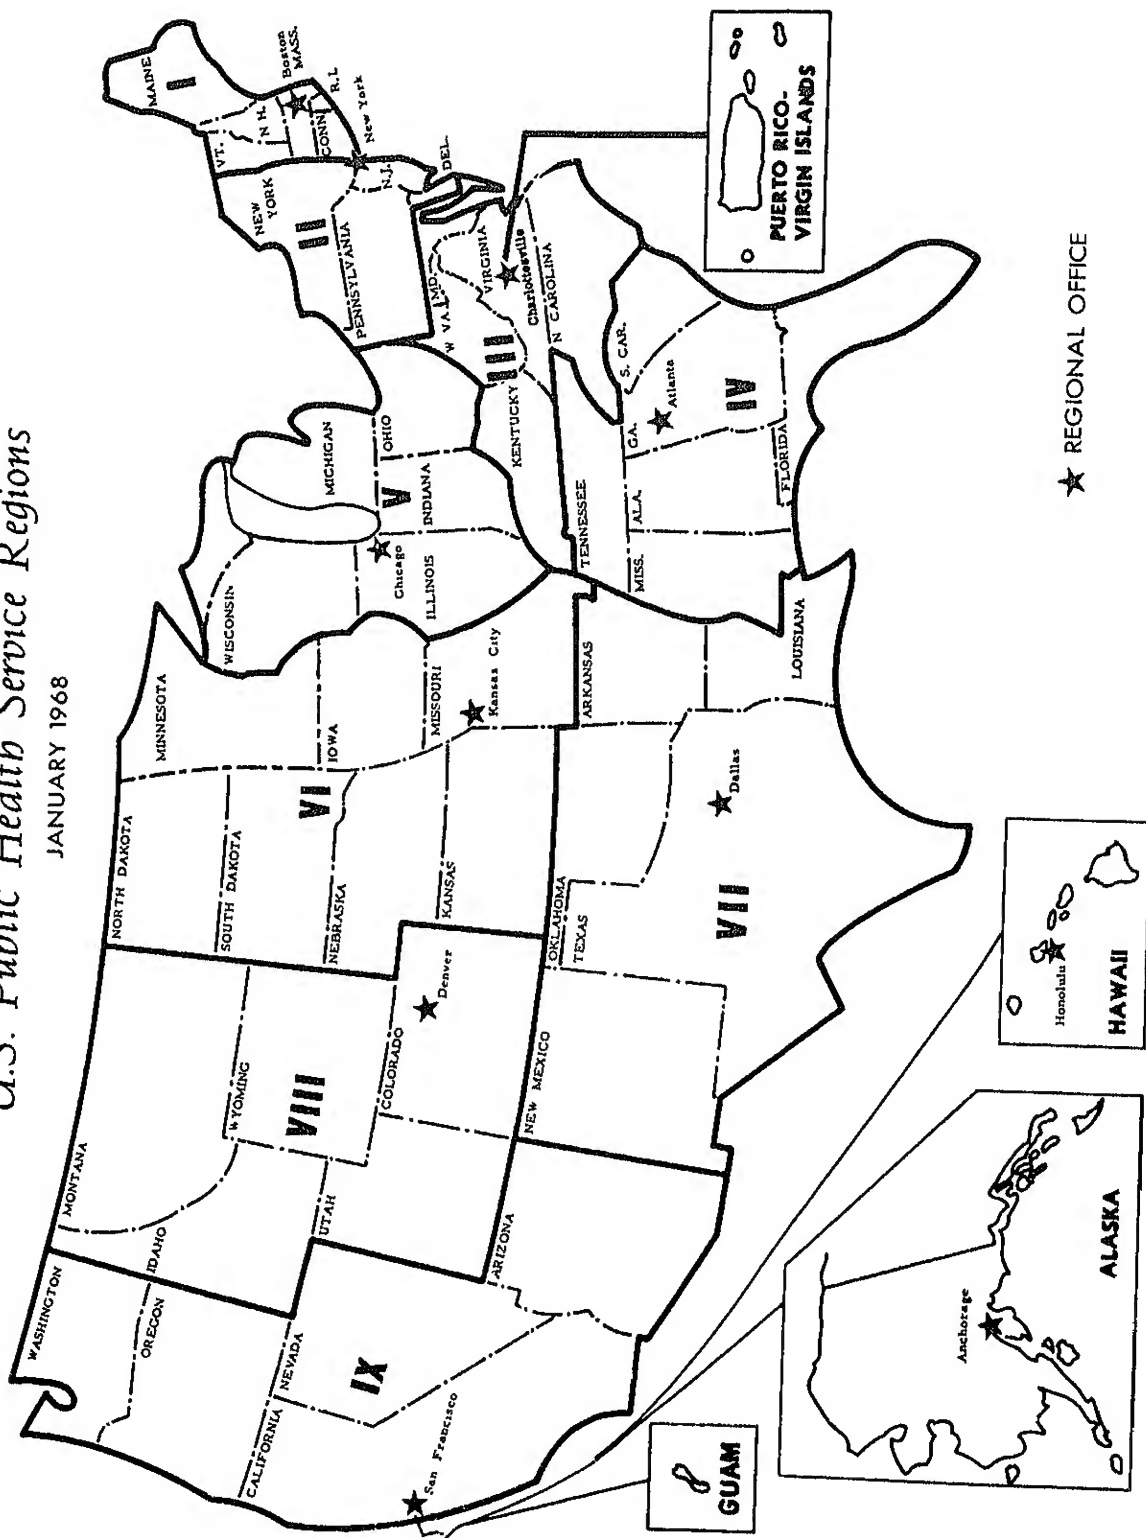 U.S. Public Health Service Regions
JANUARY 1968
WASHINGTON
OREGON
CALIFORNIA
NEVADA
IX
San Francisco
IDAHO
MONTANA
WYOMING
VIII
UTAH
COLORADO
Denver
ARIZONA
NEW MEXICO
NORTH DAKOTA
SOUTH DAKOTA
NEBRASKA
KANSAS
VI
MINNESOTA
IOWA
MISSOURI
Kansas City
OKLAHOMA
TEXAS
VII
Dallas
ARKANSAS
LOUISIANA
WISCONSIN
MICHIGAN
Chicago
ILLINOIS
INDIANA
OHIO
V
KENTUCKY
TENNESSEE
MISS.
ALA.
GA.
Atlanta
IV
S. CAR.
FLORIDA
N CAROLINA
VIRGINIA
Charlottesville
III
W VA.
MD.
DEL.
PENNSYLVANIA
N.J.
NEW
YORK
II
New York
VT.
N H.
MAINE
I
Boston
MASS.
R.I.
CONN
PUERTO RICO-
VIRGIN ISLANDS
GUAM
Anchorage
ALASKA
Honolulu
HAWAII
REGIONAL OFFICE